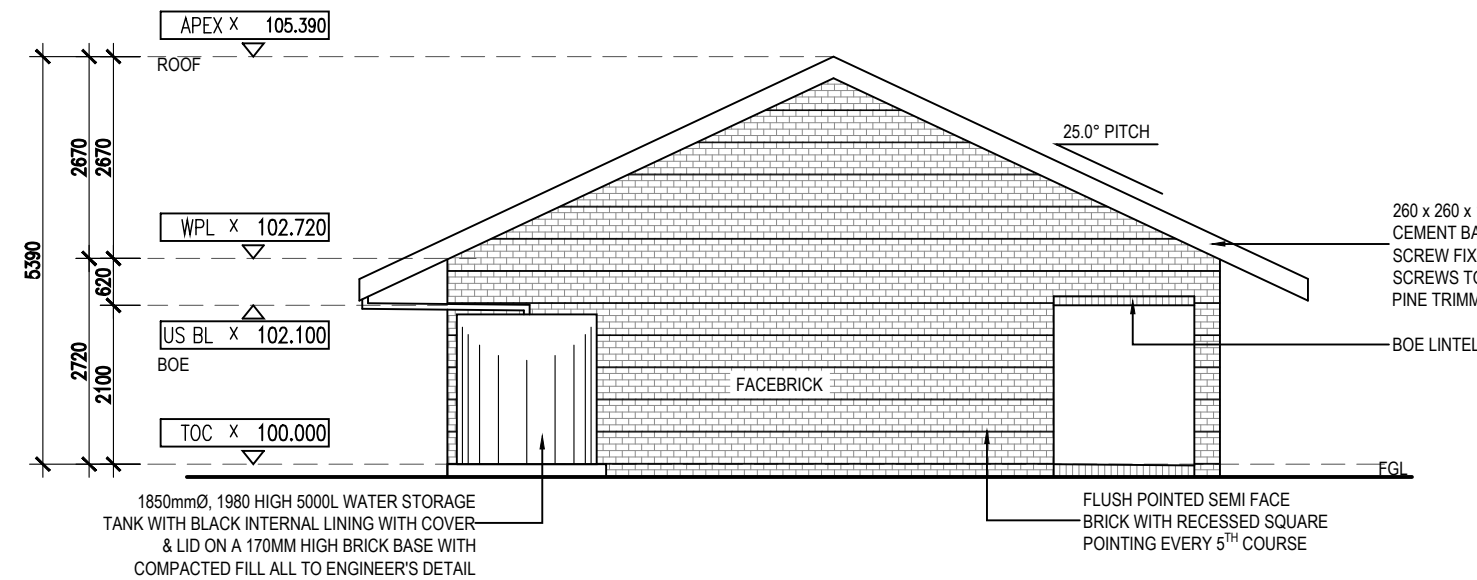 APEX X 105.390
ROOF
25.0° PITCH
2670
2670
WPL X 102.720
260 x 260 x
CEMENT BA
SCREW FIX
SCREWS TO
PINE TRIMM
5390
620
US BL X 102.100
BOE
BOE LINTEL
2720
2100
FACEBRICK
TOC X 100.000
FGL
1850mmØ, 1980 HIGH 5000L WATER STORAGE
TANK WITH BLACK INTERNAL LINING WITH COVER
& LID ON A 170MM HIGH BRICK BASE WITH
COMPACTED FILL ALL TO ENGINEER'S DETAIL
FLUSH POINTED SEMI FACE
BRICK WITH RECESSED SQUARE
POINTING EVERY 5TH COURSE